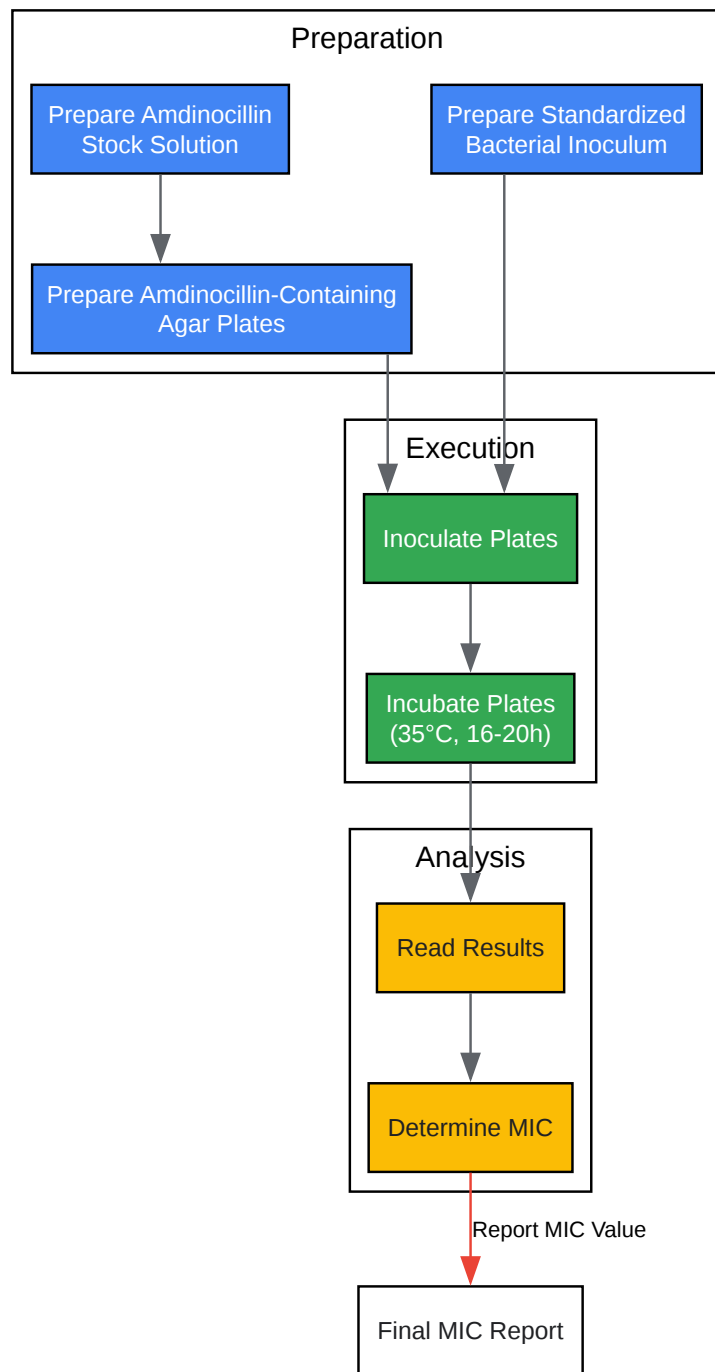 Preparation
Prepare Amdinocillin
Stock Solution
Prepare Standardized
Bacterial Inoculum
Prepare Amdinocillin-Containing
Agar Plates
Execution
Inoculate Plates
Incubate Plates
(35°C, 16-20h)
Analysis
Read Results
Determine MIC
Report MIC Value
Final MIC Report